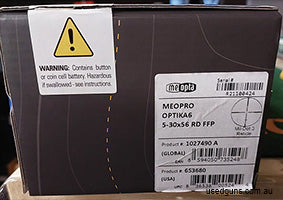 WARNING: Contains button
or coin cell battery. Hazardous
if swallowed - see instructions.
meopta
Serial #
MEOPRO
OPTIKA6
5-30x56 RD FFP
Product #: 1027490 A
(GLOBAL)
Product #: 653680
(USA)
usedguns.com.au